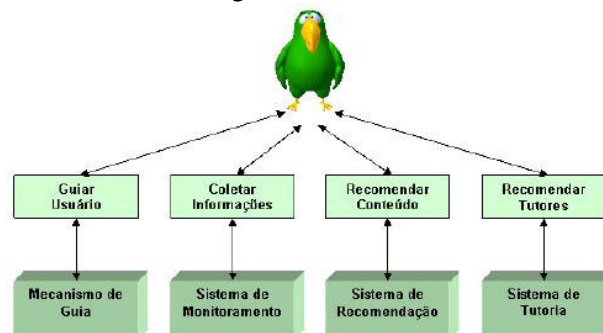 Guiar
Usuário
Coletar
Informações
Recomendar
Conteúdo
Recomendar
Tutores
Mecanismo de
Guia
Sistema de
Monitoramento
Sistema de
Recomendação
Sistema de
Tutoria